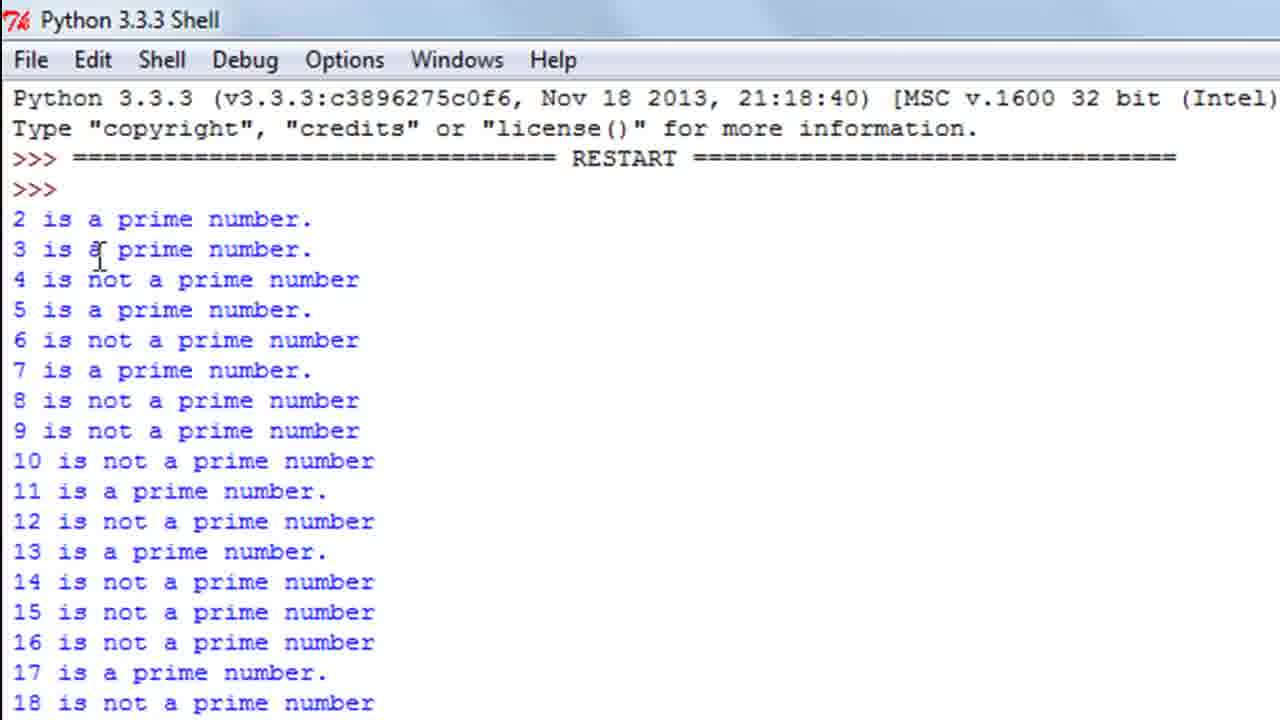 Python 3.3.3 Shell
File Edit Shell Debug Options Windows Help
Python 3.3.3 (v3.3.3:c3896275c0f6, Nov 18 2013, 21:18:40) [MSC v.1600 32 bit (Intel)
Type "copyright", "credits" or "license()" for more information.
>>> ================================ RESTART ================================
>>>
2 is a prime number.
3 is a prime number.
4 is not a prime number
5 is a prime number.
6 is not a prime number
7 is a prime number.
8 is not a prime number
9 is not a prime number
10 is not a prime number
11 is a prime number.
12 is not a prime number
13 is a prime number.
14 is not a prime number
15 is not a prime number
16 is not a prime number
17 is a prime number.
18 is not a prime number